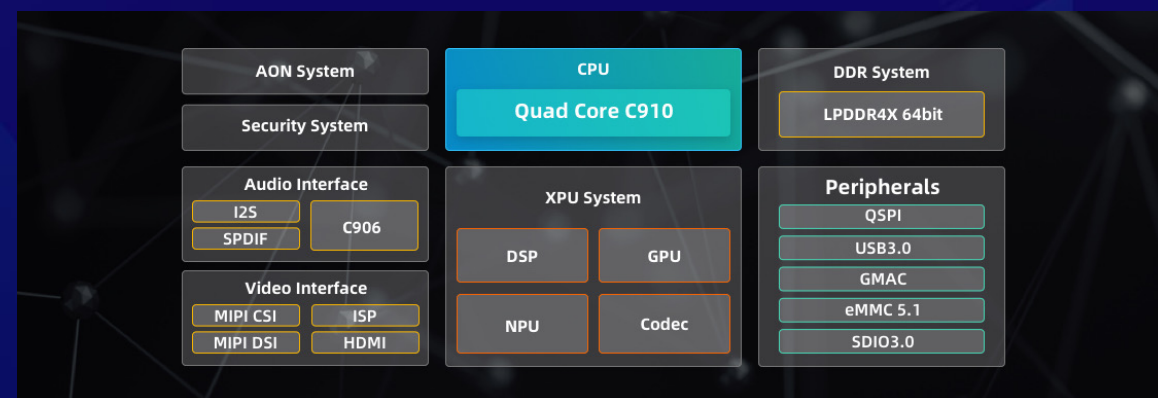 AON System
Security System
CPU
Quad Core C910
DDR System
LPDDR4X 64bit
Audio Interface
I2S
SPDIF
C906
Video Interface
MIPI CSI
ISP
MIPI DSI
HDMI
XPU System
DSP
GPU
NPU
Codec
Peripherals
QSPI
USB3.0
GMAC
eMMC 5.1
SDIO3.0